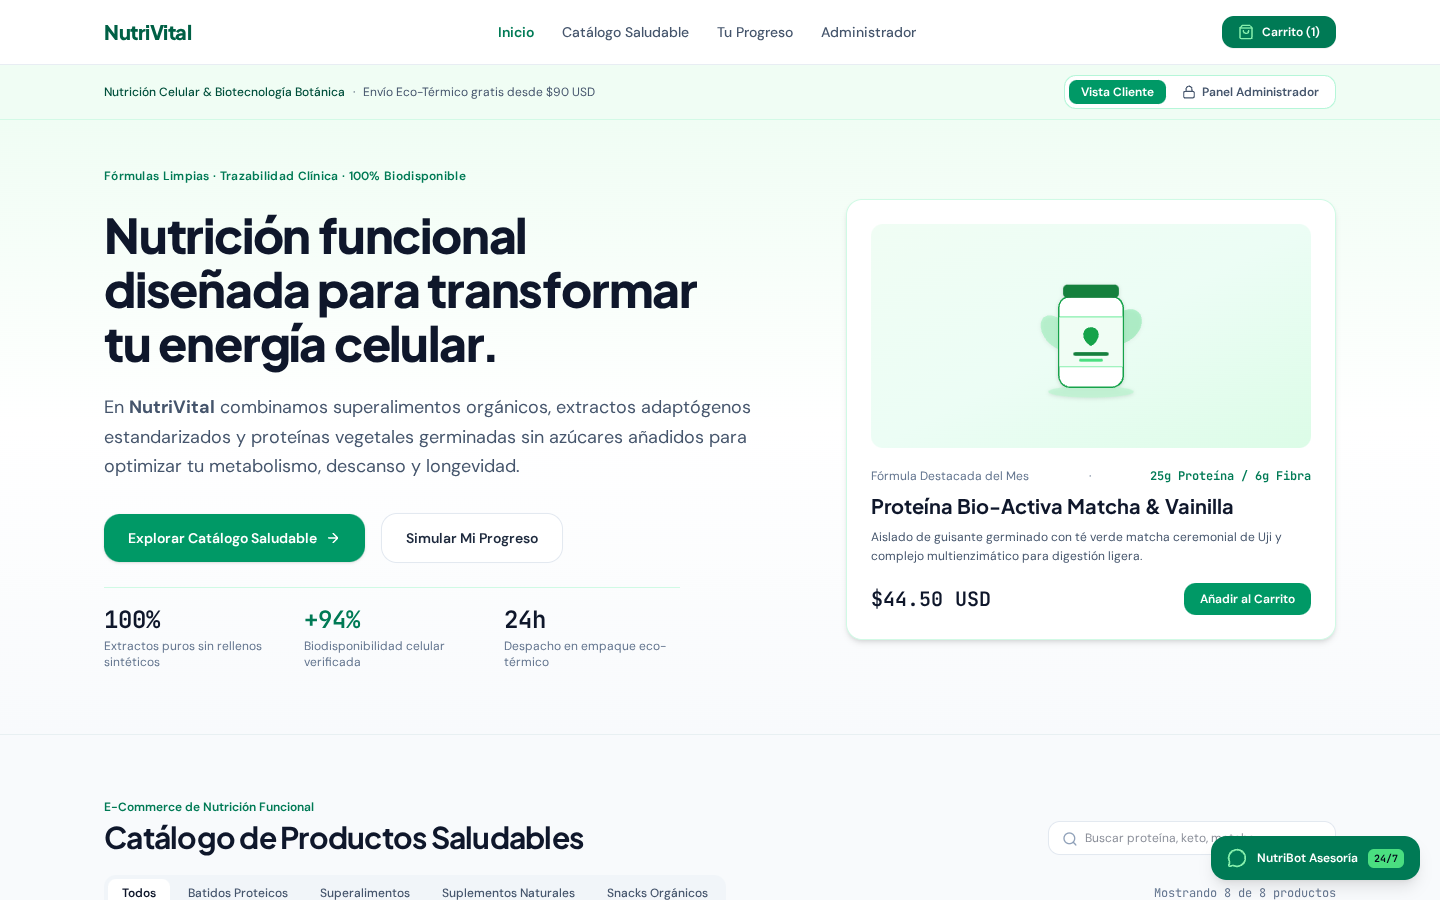 NutriVital
Inicio
Catálogo Saludable
Tu Progreso
Administrador
Carrito (1)
Nutrición Celular & Biotecnología Botánica · Envío Eco-Térmico gratis desde $90 USD
Vista Cliente
Panel Administrador
Fórmulas Limpias · Trazabilidad Clínica · 100% Biodisponible
Nutrición funcional
diseñada para transformar
tu energía celular.
En NutriVital combinamos superalimentos orgánicos, extractos adaptógenos
estandarizados y proteínas vegetales germinadas sin azúcares añadidos para
optimizar tu metabolismo, descanso y longevidad.
Explorar Catálogo Saludable →
Simular Mi Progreso
100%
Extractos puros sin rellenos
sintéticos
+94%
Biodisponibilidad celular
verificada
24h
Despacho en empaque eco-
térmico
Fórmula Destacada del Mes · 25g Proteína / 6g Fibra
Proteína Bio-Activa Matcha & Vainilla
Aislado de guisante germinado con té verde matcha ceremonial de Uji y
complejo multienzimático para digestión ligera.
$44.50 USD
Añadir al Carrito
E-Commerce de Nutrición Funcional
Catálogo de Productos Saludables
Buscar proteína, keto,
NutriBot Asesoría 24/7
Todos
Batidos Proteicos
Superalimentos
Suplementos Naturales
Snacks Orgánicos
Mostrando 8 de 8 productos